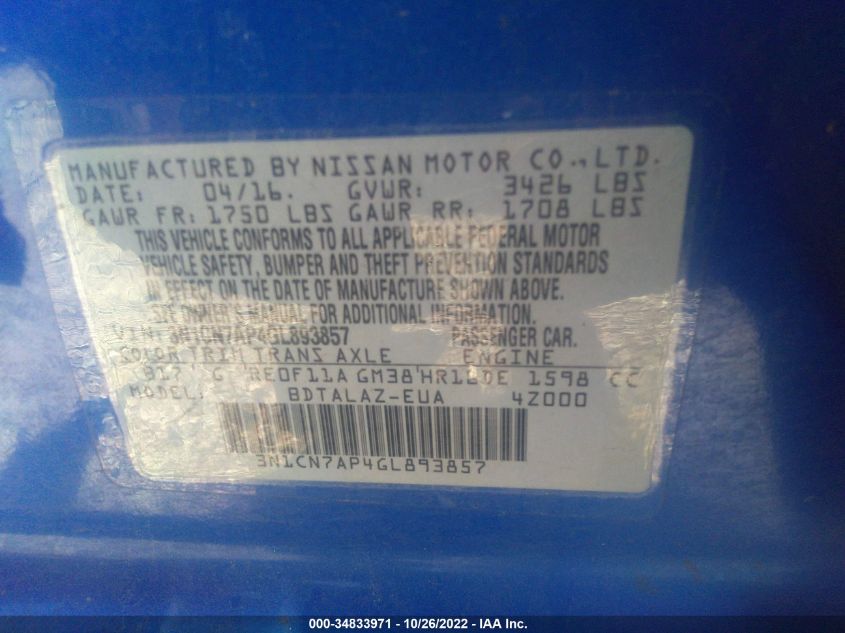 MANUFACTURED BY NISSAN MOTOR CO., LTD.
DATE: 04/16. GVWR: 3426 LBS
GAWR FR: 1750 LBS GAWR RR: 1708 LBS
THIS VEHICLE CONFORMS TO ALL APPLICABLE FEDERAL MOTOR
VEHICLE SAFETY, BUMPER AND THEFT PREVENTION STANDARDS
IN EFFECT ON THE DATE OF MANUFACTURE SHOWN ABOVE.
SEE OWNER'S MANUAL FOR ADDITIONAL INFORMATION.
VIN: 3N1CN7AP4GL893857 PASSENGER CAR.
COLOR TRIM TRANS AXLE ENGINE
B17 G RE0F11A GM38 HR16DE 1598 CC
MODEL: BDTALAZ-EUA 4Z000
3N1CN7AP4GL893857
000-34833971 - 10/26/2022 - IAA Inc.